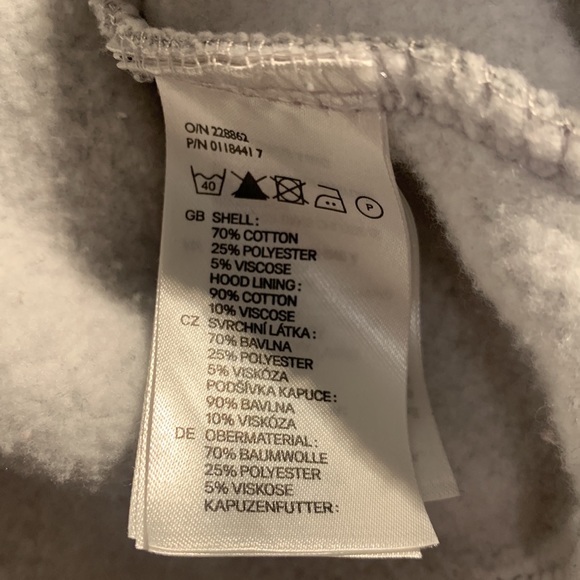 O/N 228862
P/N 0118441 7
40 P
GB SHELL:
70% COTTON
25% POLYESTER
5% VISCOSE
HOOD LINING:
90% COTTON
10% VISCOSE
CZ SVRCHNÍ LÁTKA:
70% BAVLNA
25% POLYESTER
5% VISKÓZA
PODŠÍVKA KAPUCE:
90% BAVLNA
10% VISKÓZA
DE OBERMATERIAL:
70% BAUMWOLLE
25% POLYESTER
5% VISKOSE
KAPUZENFUTTER: